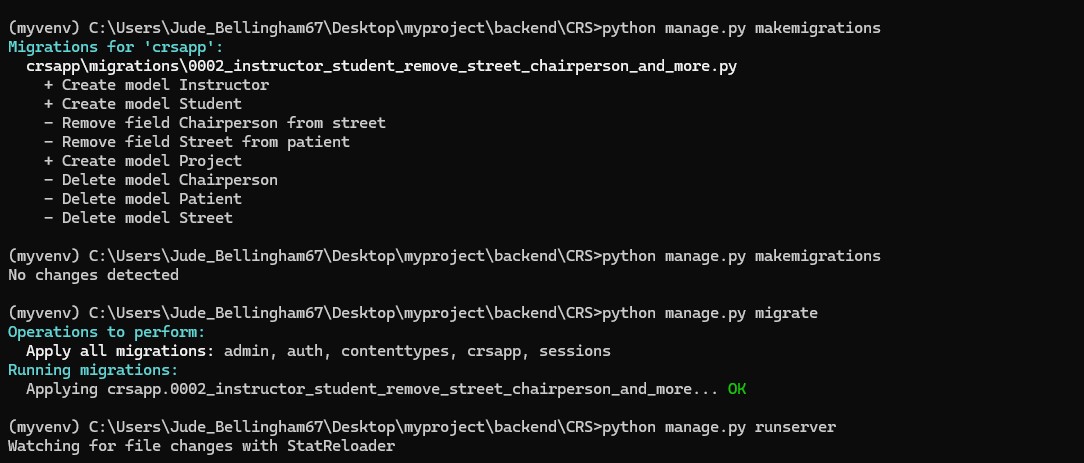 (myvenv) C:\Users\Jude_Bellingham67\Desktop\myproject\backend\CRS>python manage.py makemigrations
Migrations for 'crsapp':
  crsapp\migrations\0002_instructor_student_remove_street_chairperson_and_more.py
    + Create model Instructor
    + Create model Student
    - Remove field Chairperson from street
    - Remove field Street from patient
    + Create model Project
    - Delete model Chairperson
    - Delete model Patient
    - Delete model Street
(myvenv) C:\Users\Jude_Bellingham67\Desktop\myproject\backend\CRS>python manage.py makemigrations
No changes detected
(myvenv) C:\Users\Jude_Bellingham67\Desktop\myproject\backend\CRS>python manage.py migrate
Operations to perform:
  Apply all migrations: admin, auth, contenttypes, crsapp, sessions
Running migrations:
  Applying crsapp.0002_instructor_student_remove_street_chairperson_and_more... OK
(myvenv) C:\Users\Jude_Bellingham67\Desktop\myproject\backend\CRS>python manage.py runserver
Watching for file changes with StatReloader